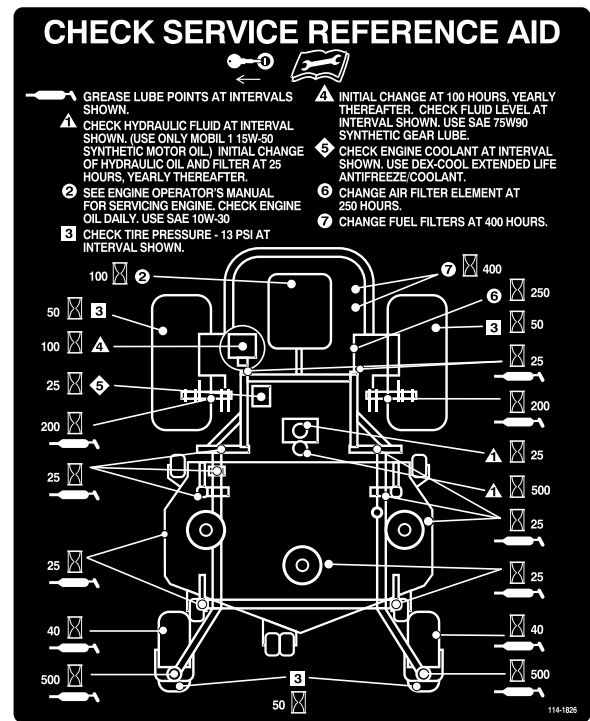 CHECK SERVICE REFERENCE AID
GREASE LUBE POINTS AT INTERVALS
SHOWN.
1 CHECK HYDRAULIC FLUID AT INTERVAL
SHOWN. (USE ONLY MOBIL 1 15W-50
SYNTHETIC MOTOR OIL.) INITIAL CHANGE
OF HYDRAULIC OIL AND FILTER AT 25
HOURS, YEARLY THEREAFTER.
2 SEE ENGINE OPERATOR'S MANUAL
FOR SERVICING ENGINE. CHECK ENGINE
OIL DAILY. USE SAE 10W-30
3 CHECK TIRE PRESSURE - 13 PSI AT
INTERVAL SHOWN.
4 INITIAL CHANGE AT 100 HOURS, YEARLY
THEREAFTER. CHECK FLUID LEVEL AT
INTERVAL SHOWN. USE SAE 75W90
SYNTHETIC GEAR LUBE.
5 CHECK ENGINE COOLANT AT INTERVAL
SHOWN. USE DEX-COOL EXTENDED LIFE
ANTIFREEZE/COOLANT.
6 CHANGE AIR FILTER ELEMENT AT
250 HOURS.
7 CHANGE FUEL FILTERS AT 400 HOURS.
100 2
50 3
100 4
25 5
200
25
25
40
500
7 400
6 250
3 50
25
200
1 25
1 500
25
25
40
500
3
50
114-1826